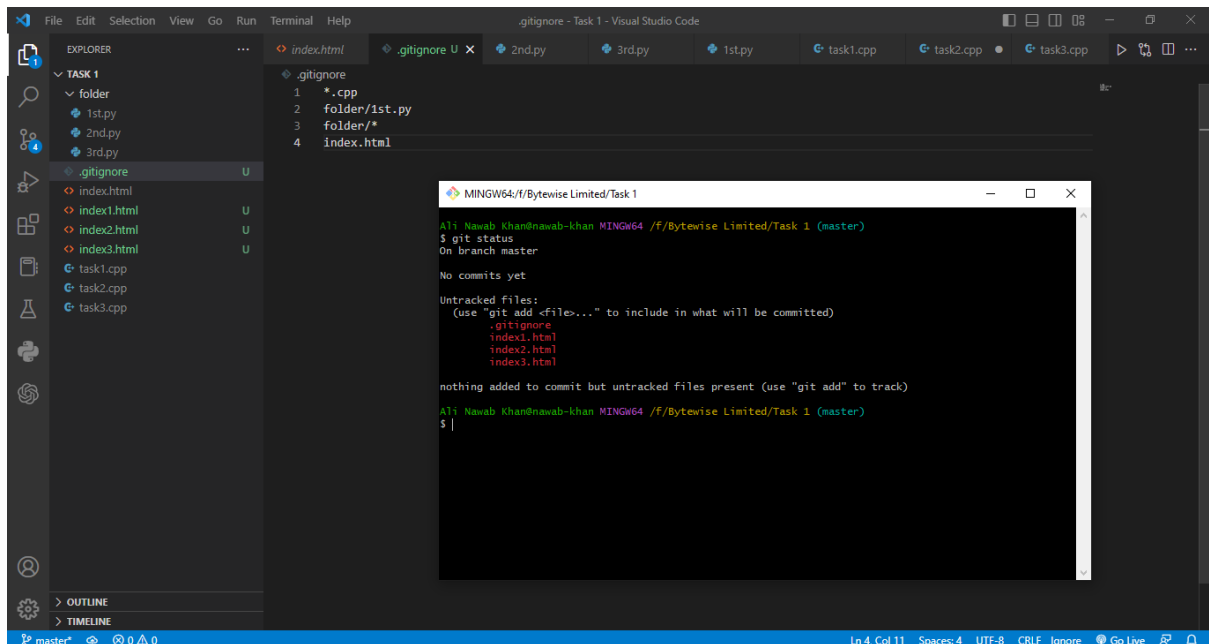 File Edit Selection View Go Run Terminal Help .gitignore - Task 1 - Visual Studio Code
EXPLORER ...
index.html .gitignore U 2nd.py 3rd.py 1st.py task1.cpp task2.cpp task3.cpp
TASK 1
folder
1st.py
2nd.py
3rd.py
.gitignore U
index.html
index1.html U
index2.html U
index3.html U
task1.cpp
task2.cpp
task3.cpp
OUTLINE
TIMELINE
1
4
.gitignore
1 *.cpp
2 folder/1st.py
3 folder/*
4 index.html
MINGW64:/f/Bytewise Limited/Task 1
Ali Nawab Khan@nawab-khan MINGW64 /f/Bytewise Limited/Task 1 (master)
$ git status
On branch master
No commits yet
Untracked files:
(use "git add <file>..." to include in what will be committed)
.gitignore
index1.html
index2.html
index3.html
nothing added to commit but untracked files present (use "git add" to track)
Ali Nawab Khan@nawab-khan MINGW64 /f/Bytewise Limited/Task 1 (master)
$
master* 0 0 Ln 4, Col 11 Spaces: 4 UTF-8 CRLF Ignore Go Live